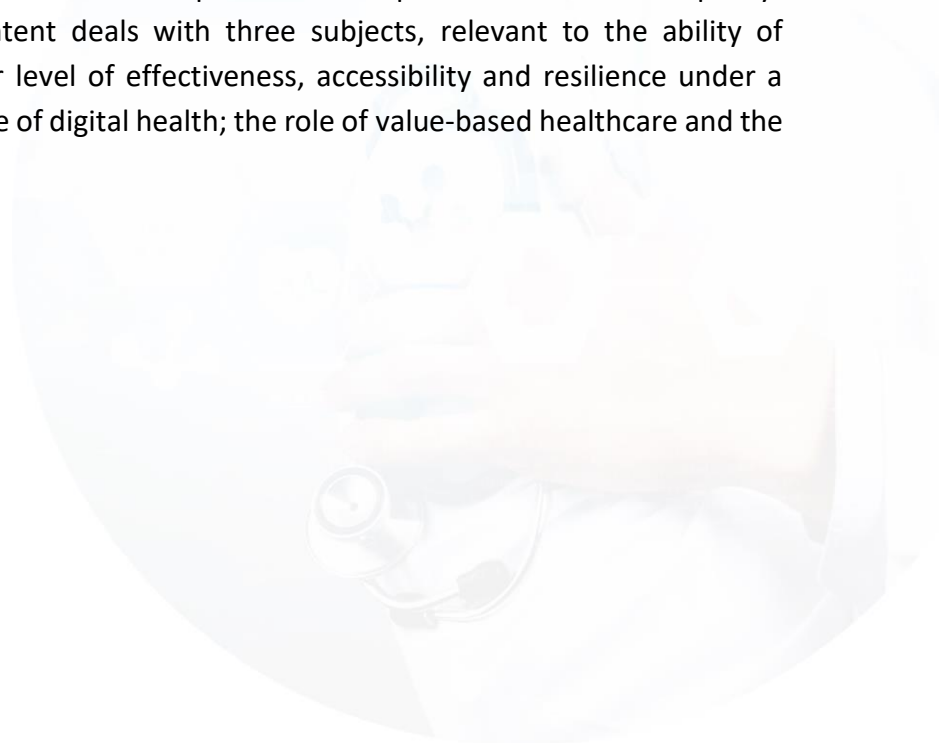 deals with three subjects, relevant to the ability of
level of effectiveness, accessibility and resilience under a
of digital health; the role of value-based healthcare and the